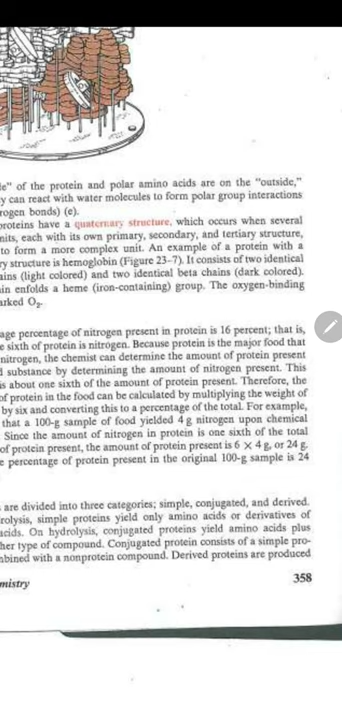 de" of the protein and polar amino acids are on the "outside,"
y can react with water molecules to form polar group interactions
rogen bonds) (e).
proteins have a quaternary structure, which occurs when several
nits, each with its own primary, secondary, and tertiary structure,
to form a more complex unit. An example of a protein with a
ry structure is hemoglobin (Figure 23-7). It consists of two identical
ains (light colored) and two identical beta chains (dark colored).
in enfolds a heme (iron-containing) group. The oxygen-binding
arked O₂.
age percentage of nitrogen present in protein is 16 percent; that is,
e sixth of protein is nitrogen. Because protein is the major food that
nitrogen, the chemist can determine the amount of protein present
d substance by determining the amount of nitrogen present. This
is about one sixth of the amount of protein present. Therefore, the
of protein in the food can be calculated by multiplying the weight of
by six and converting this to a percentage of the total. For example,
that a 100-g sample of food yielded 4 g nitrogen upon chemical
Since the amount of nitrogen in protein is one sixth of the total
of protein present, the amount of protein present is 6 × 4 g, or 24 g.
e percentage of protein present in the original 100-g sample is 24
are divided into three categories; simple, conjugated, and derived.
rolysis, simple proteins yield only amino acids or derivatives of
acids. On hydrolysis, conjugated proteins yield amino acids plus
her type of compound. Conjugated protein consists of a simple pro-
mbined with a nonprotein compound. Derived proteins are produced
mistry 358